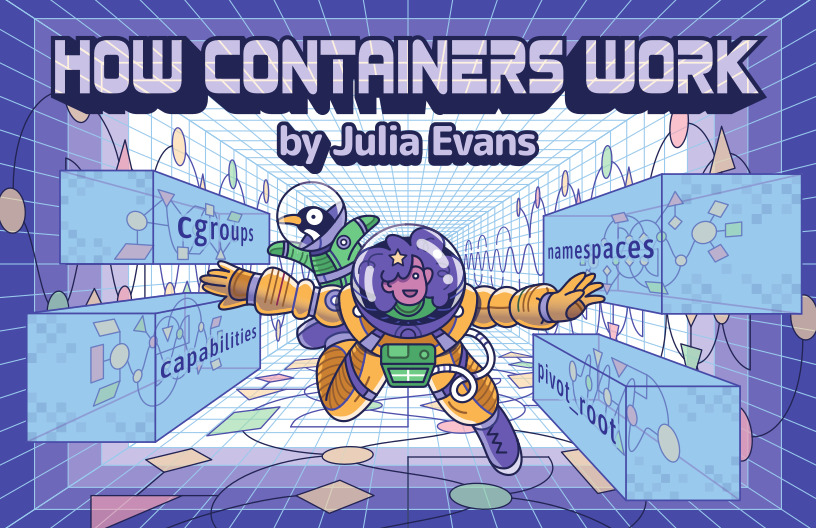 HOW CONTAINERS WORK
by Julia Evans
cgroups
namespaces
capabilities
pivot_root